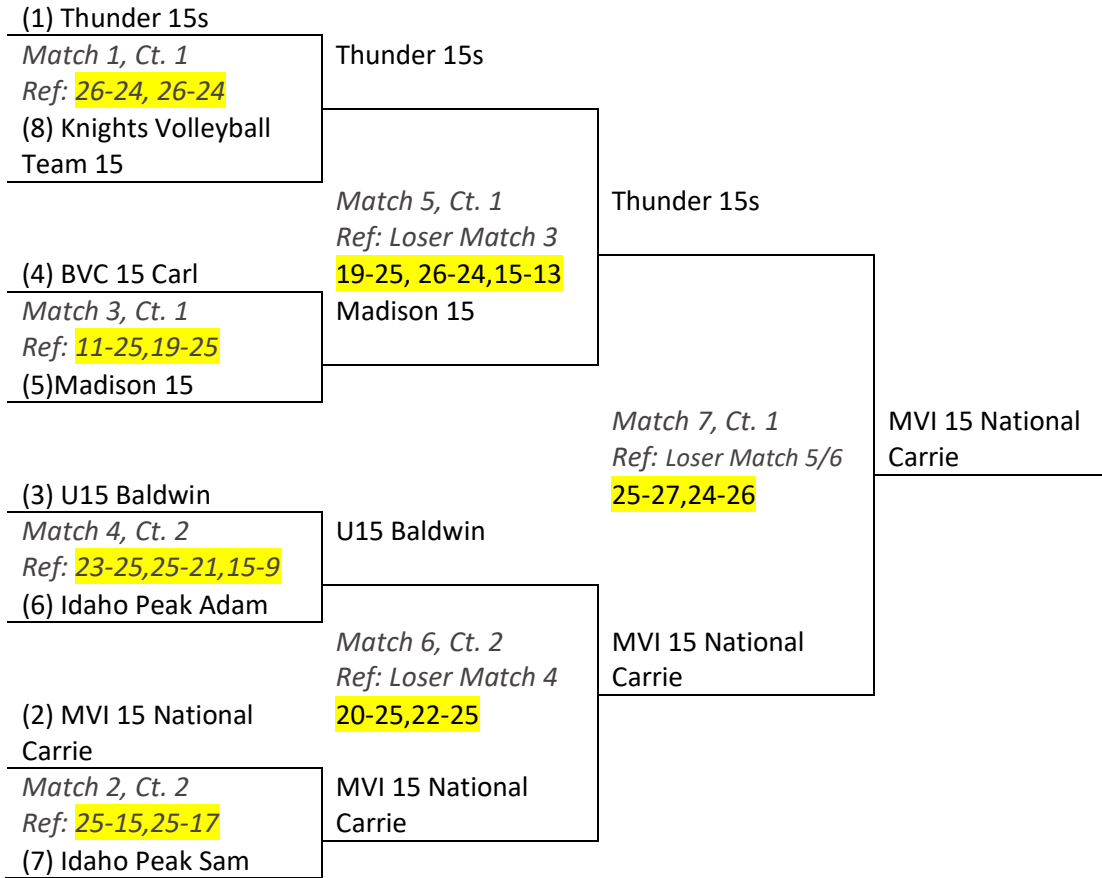 (1) Thunder 15s
Match 1, Ct. 1
Ref: 26-24, 26-24
(8) Knights Volleyball
Team 15
(4) BVC 15 Carl
Match 3, Ct. 1
Ref: 11-25,19-25
(5)Madison 15
(3) U15 Baldwin
Match 4, Ct. 2
Ref: 23-25,25-21,15-9
(6) Idaho Peak Adam
(2) MVI 15 National
Carrie
Match 2, Ct. 2
Ref: 25-15,25-17
(7) Idaho Peak Sam
Thunder 15s
Match 5, Ct. 1
Ref: Loser Match 3
19-25, 26-24,15-13
Madison 15
U15 Baldwin
Match 6, Ct. 2
Ref: Loser Match 4
20-25,22-25
MVI 15 National
Carrie
Thunder 15s
Match 7, Ct. 1
Ref: Loser Match 5/6
25-27,24-26
MVI 15 National
Carrie
MVI 15 National
Carrie